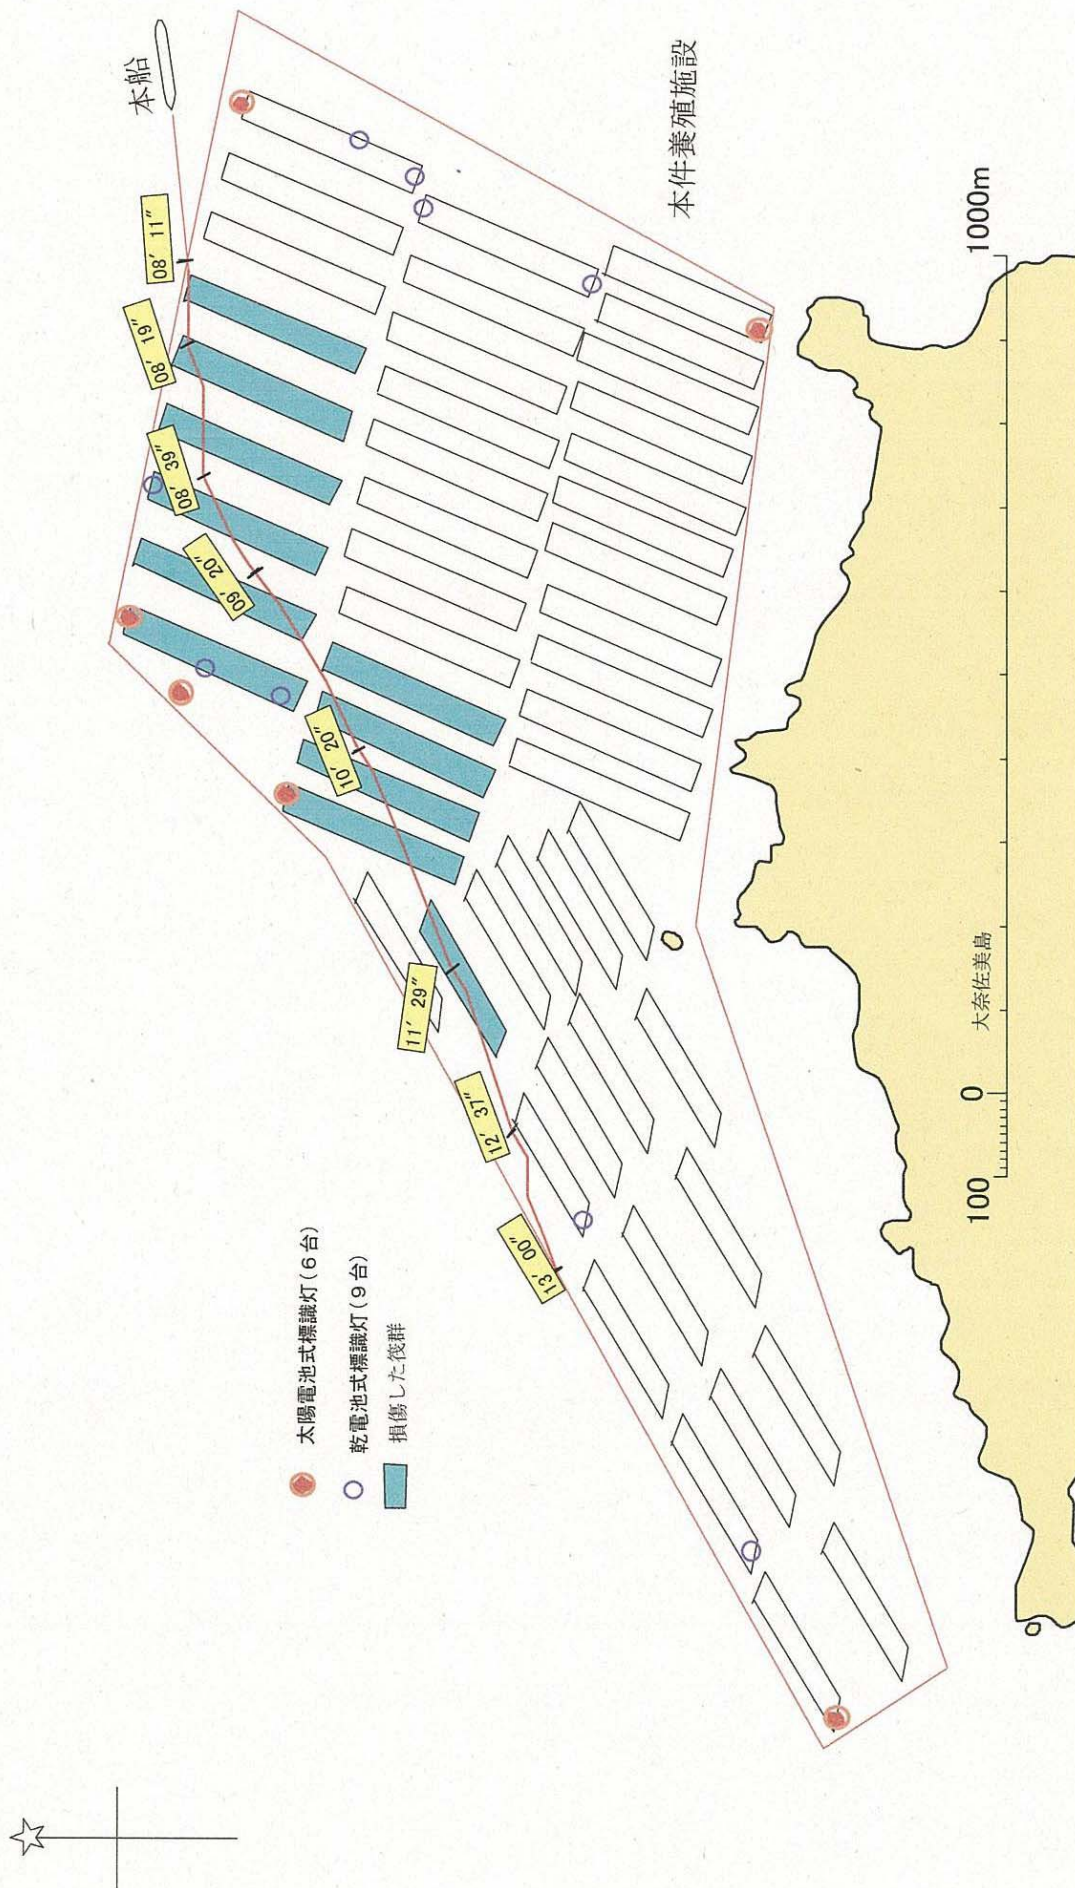 本船
08′ 11″
08′ 19″
08′ 39″
09′ 20″
10′ 20″
11′ 29″
12′ 37″
13′ 00″
本件養殖施設
太陽電池式標識灯(6台)
乾電池式標識灯(9台)
損傷した筏群
大奈佐美島
100
0
1000m